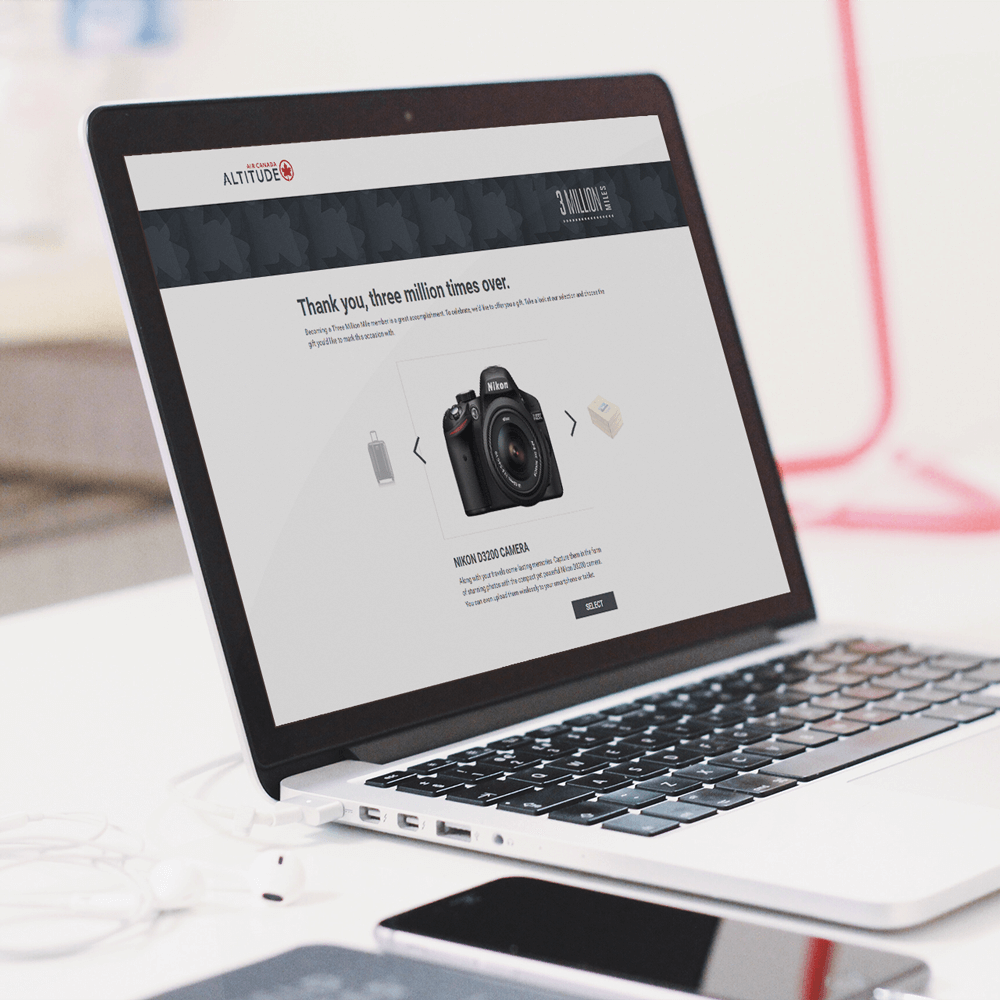 AIR CANADA
ALTITUDE
3 MILLION
MILES
Thank you, three million times over.
Becoming a Three Million Mile member is a great accomplishment. To celebrate, we'd like to offer you a gift. Take a look at our selection and choose the
gift you'd like to mark this occasion with.
Nikon
NIKON D3200 CAMERA
Along with your travels come lasting memories. Capture them in the form
of stunning photos with the compact yet powerful Nikon D3200 camera.
You can even upload them wirelessly to your smartphone or tablet.
SELECT